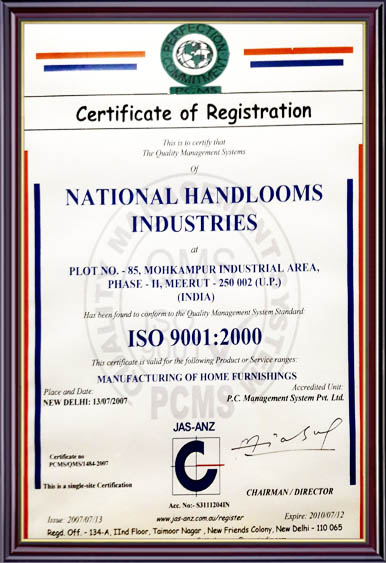 PERFECTION COMMITMENT
PCMS
Certificate of Registration
This is to certify that
The Quality Management Systems
Of
NATIONAL HANDLOOMS
INDUSTRIES
at
PLOT NO. - 85, MOHKAMPUR INDUSTRIAL AREA,
PHASE - II, MEERUT - 250 002 (U.P.)
(INDIA)
Has been found to conform to the Quality Management System Standard
ISO 9001:2000
This certificate is valid for the following Product or Service ranges:
MANUFACTURING OF HOME FURNISHINGS
Place and Date:
NEW DELHI: 13/07/2007
Accredited Unit:
P.C. Management System Pvt. Ltd.
QUALITY MANAGEMENT SYSTEM
QMS
PCMS
JAS-ANZ
Certificate no
PCMS/QMS/1484-2007
This is a single-site Certification
CHAIRMAN / DIRECTOR
Acc. No:- S3111204IN
Issue: 2007/07/13
www.jas-anz.com.au/register
Expire: 2010/07/12
Regd. Off. - 134-A, IInd Floor, Taimoor Nagar , New Friends Colony, New Delhi - 110 065